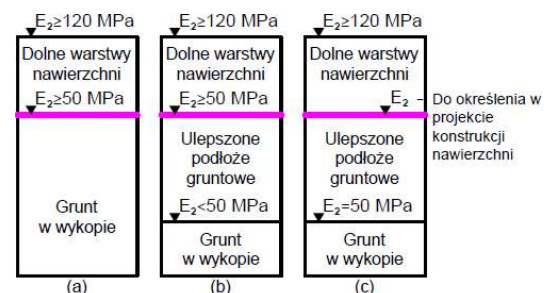 E₂≥120 MPa
Dolne warstwy
nawierzchni
E₂≥50 MPa
Grunt
w wykopie
(a)
E₂≥120 MPa
Dolne warstwy
nawierzchni
E₂≥50 MPa
Ulepszone
podłoże
gruntowe
E₂<50 MPa
Grunt
w wykopie
(b)
E₂≥120 MPa
Dolne warstwy
nawierzchni
E₂ -
Ulepszone
podłoże
gruntowe
E₂=50 MPa
Grunt
w wykopie
(c)
Do określenia w
projekcie
konstrukcji
nawierzchni